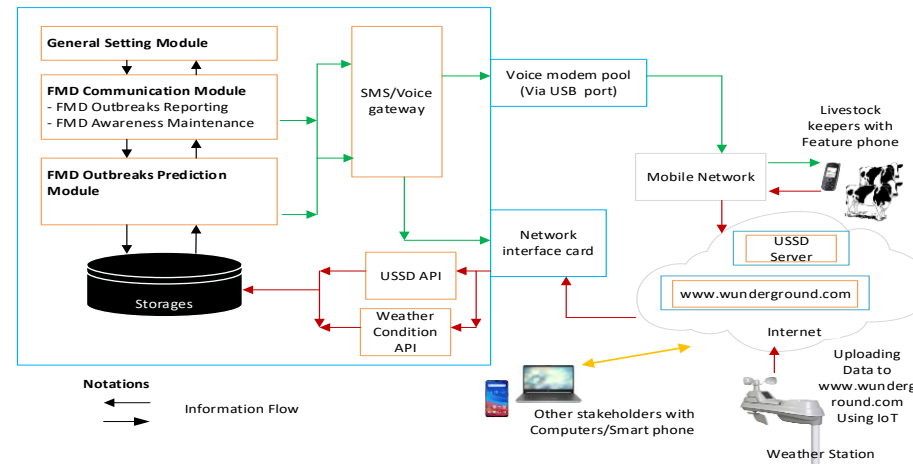 General Setting Module
FMD Communication Module
- FMD Outbreaks Reporting
- FMD Awareness Maintenance
FMD Outbreaks Prediction
Module
Storages
SMS/Voice
gateway
USSD API
Weather
Condition
API
Voice modem pool
(Via USB port)
Network
interface card
Mobile Network
Livestock
keepers with
Feature phone
USSD
Server
www.wunderground.com
Internet
Uploading
Data to
www.wunderg
round.com
Using IoT
Weather Station
Other stakeholders with
Computers/Smart phone
Notations
Information Flow